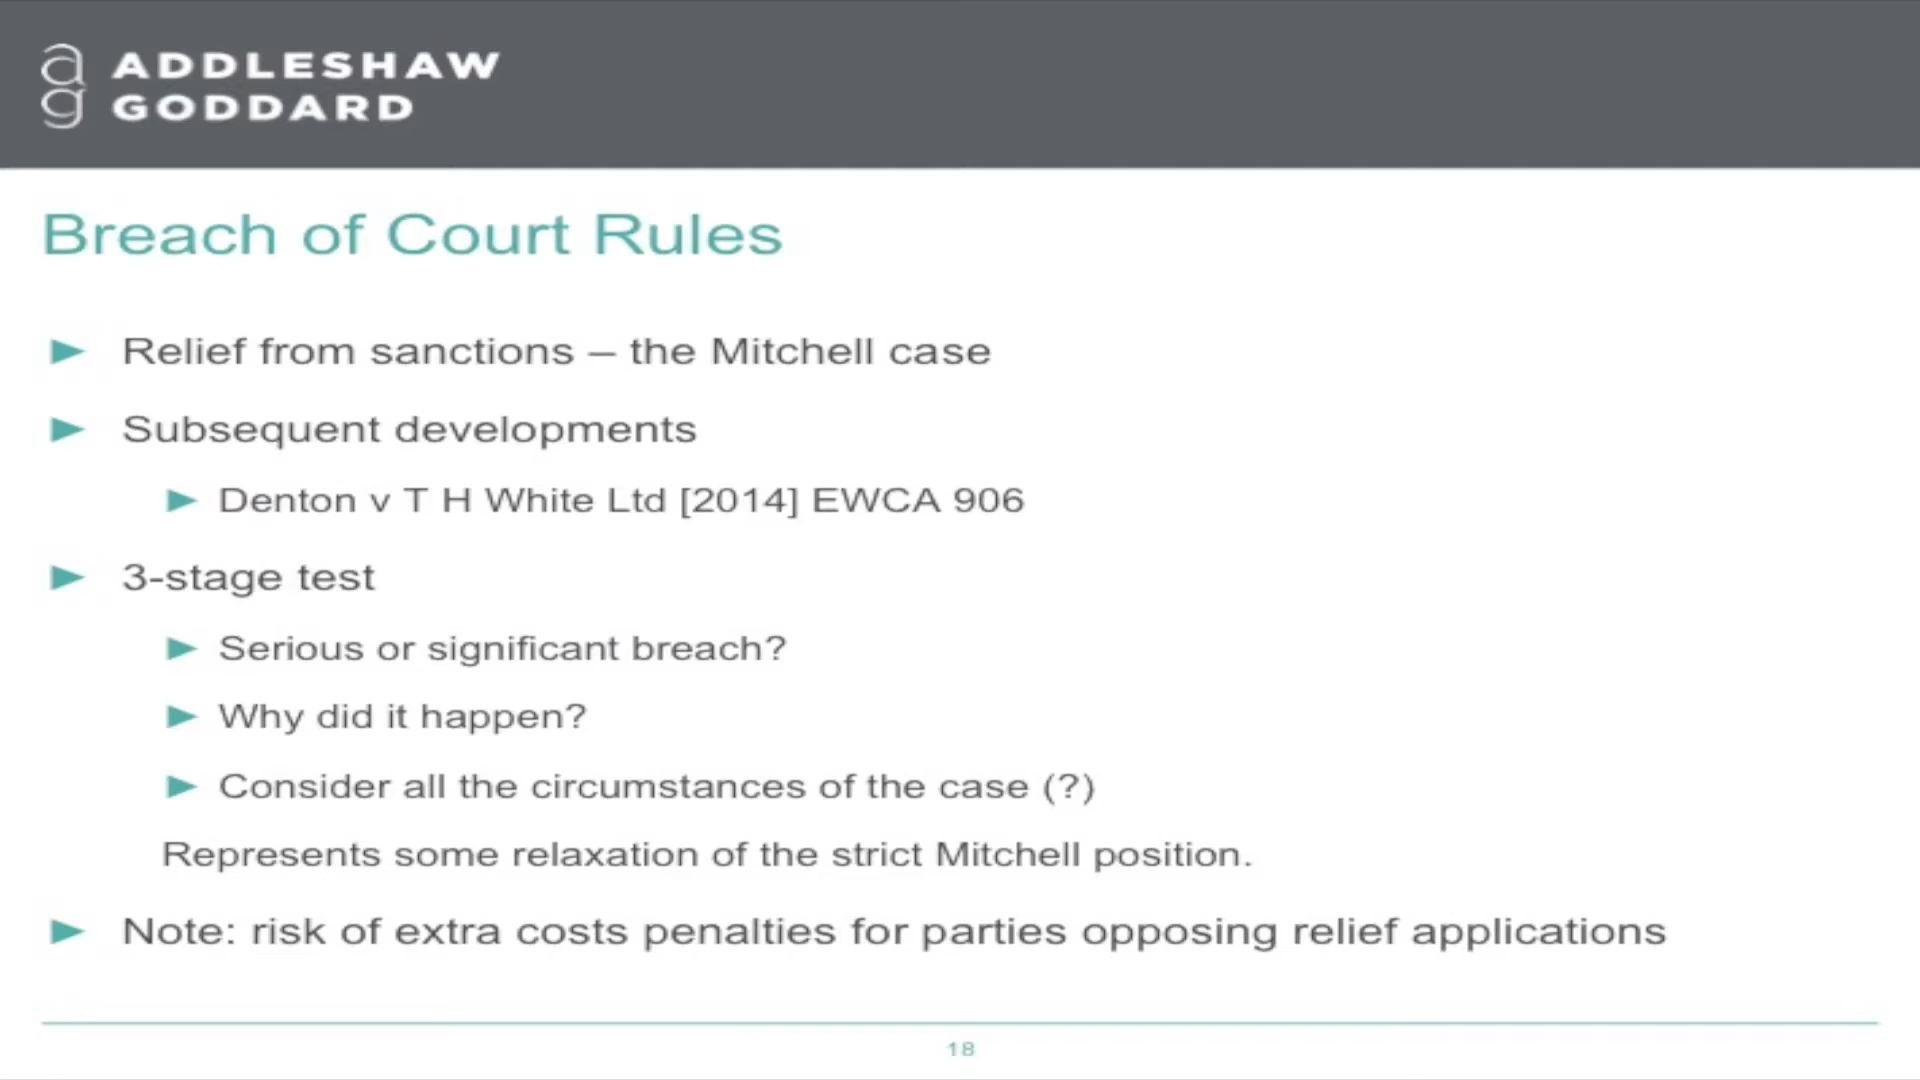 ag ADDLESHAW
GODDARD
Breach of Court Rules
► Relief from sanctions – the Mitchell case
► Subsequent developments
► Denton v T H White Ltd [2014] EWCA 906
► 3-stage test
► Serious or significant breach?
► Why did it happen?
► Consider all the circumstances of the case (?)
Represents some relaxation of the strict Mitchell position.
► Note: risk of extra costs penalties for parties opposing relief applications
18